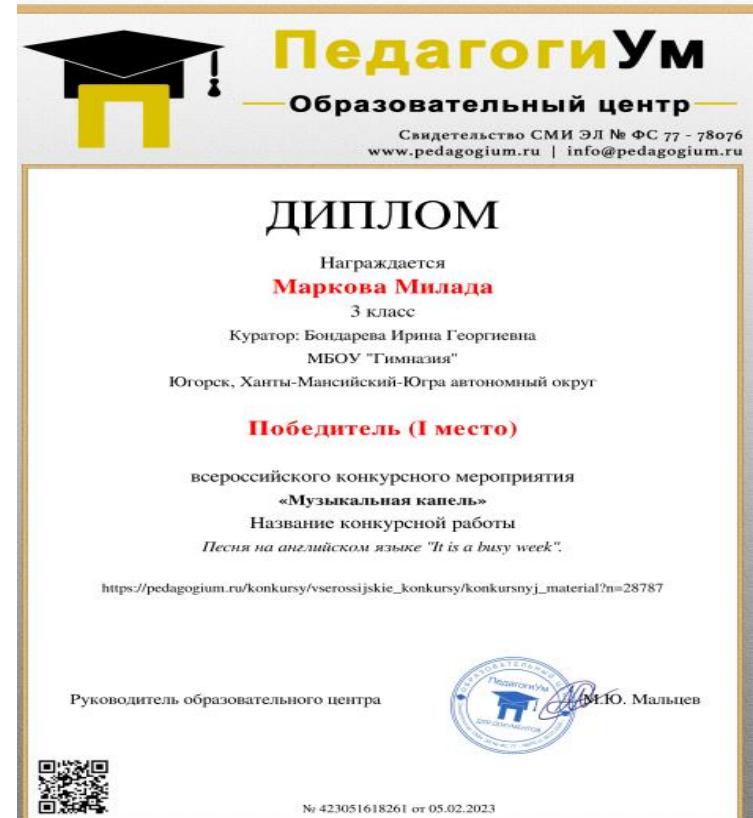 ПедагогиУм
Образовательный центр
Свидетельство СМИ ЭЛ № ФС 77 - 78076
www.pedagogium.ru | info@pedagogium.ru
ДИПЛОМ
Награждается
Маркова Милада
3 класс
Куратор: Бондарева Ирина Георгиевна
МБОУ "Гимназия"
Югорск, Ханты-Мансийский-Югра автономный округ
Победитель (I место)
всероссийского конкурсного мероприятия
«Музыкальная капель»
Название конкурсной работы
Песня на английском языке "It is a busy week".
https://pedagogium.ru/konkursy/vserossijskie_konkursy/konkursnyj_material?n=28787
Руководитель образовательного центра
ПедагогиУм
ДЛЯ ДОКУМЕНТОВ
М.Ю. Мальцев
№ 423051618261 от 05.02.2023